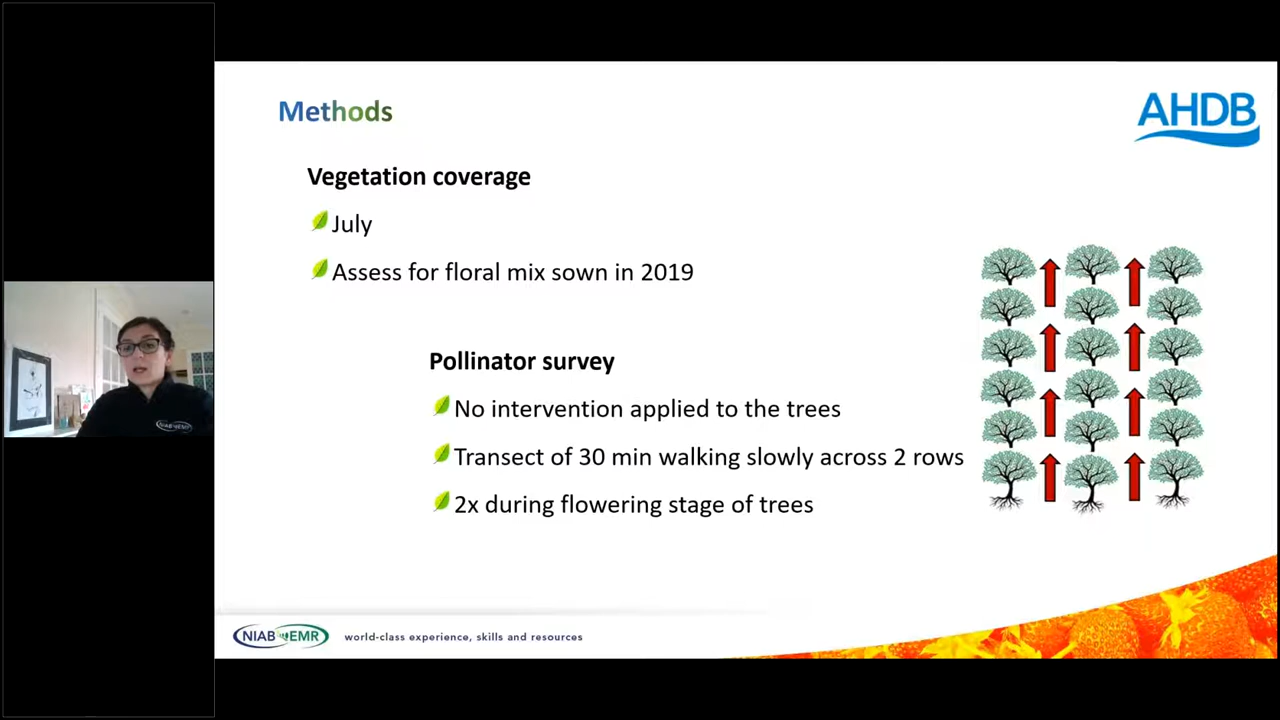 Methods
AHDB
Vegetation coverage
July
Assess for floral mix sown in 2019
Pollinator survey
No intervention applied to the trees
Transect of 30 min walking slowly across 2 rows
2x during flowering stage of trees
NIAB EMR
NIAB EMR world-class experience, skills and resources